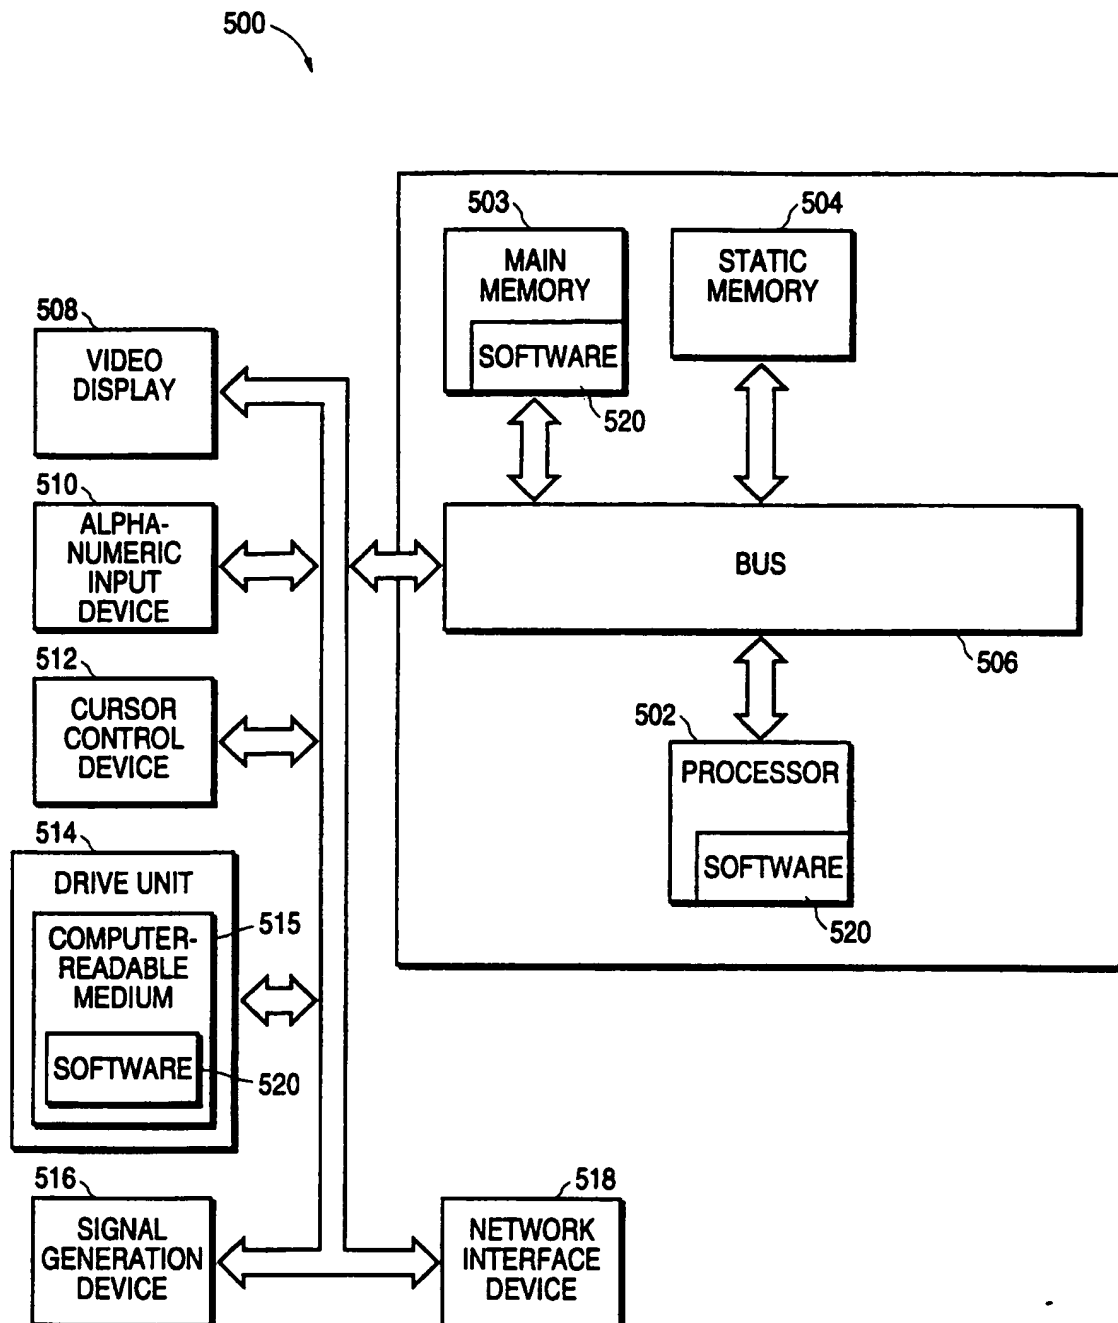 500
503
MAIN
MEMORY
SOFTWARE
520
504
STATIC
MEMORY
508
VIDEO
DISPLAY
510
ALPHA-
NUMERIC
INPUT
DEVICE
BUS
506
512
CURSOR
CONTROL
DEVICE
502
PROCESSOR
SOFTWARE
520
514
DRIVE UNIT
COMPUTER-
READABLE
MEDIUM
515
SOFTWARE
520
516
SIGNAL
GENERATION
DEVICE
518
NETWORK
INTERFACE
DEVICE